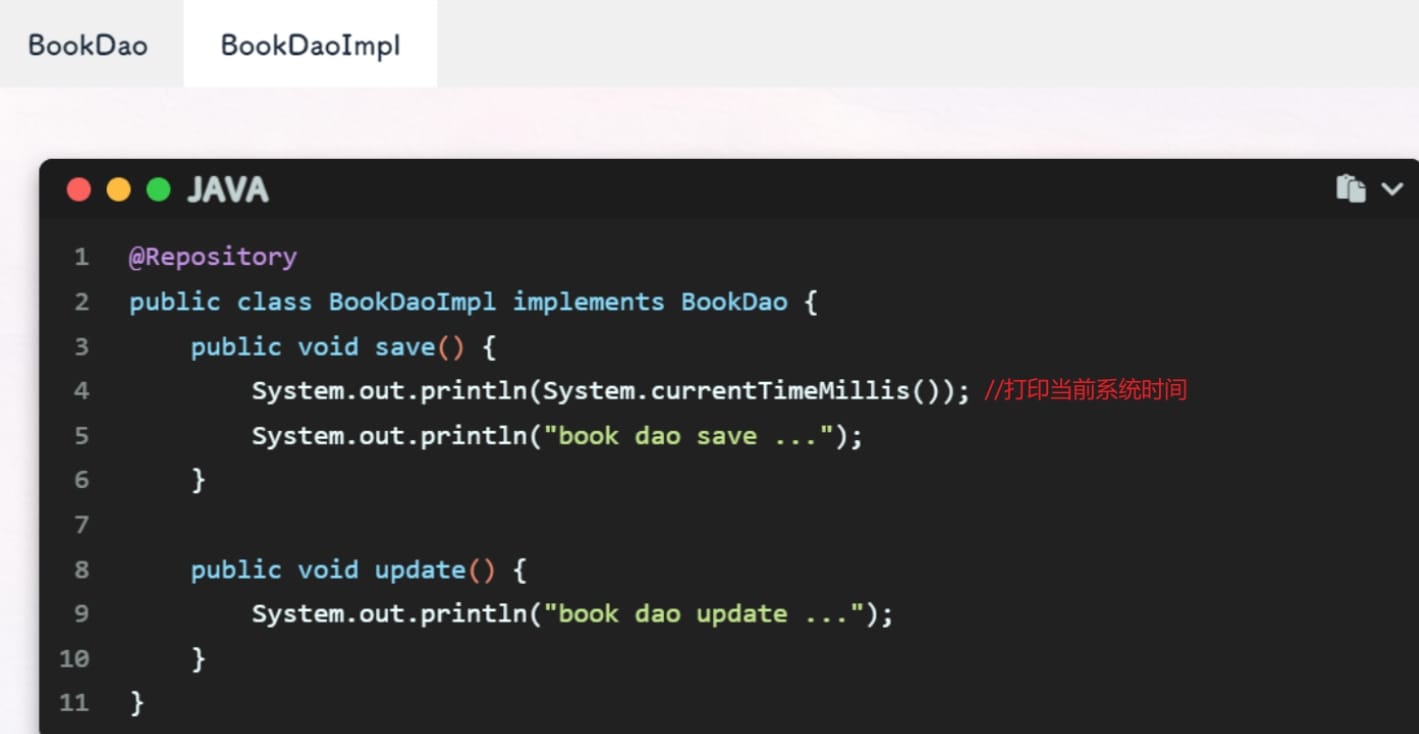 BookDao BookDaoImpl
JAVA
1 @Repository
2 public class BookDaoImpl implements BookDao {
3     public void save() {
4         System.out.println(System.currentTimeMillis()); //打印当前系统时间
5         System.out.println("book dao save ...");
6     }
7
8     public void update() {
9         System.out.println("book dao update ...");
10     }
11 }